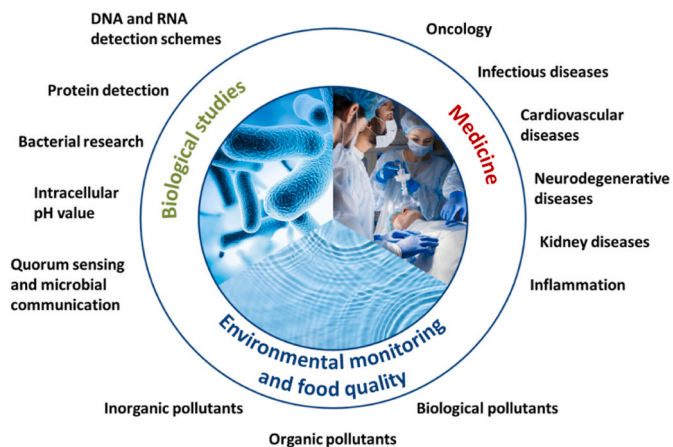 DNA and RNA
detection schemes
Protein detection
Bacterial research
Intracellular
pH value
Quorum sensing
and microbial
communication
Biological studies
Medicine
Oncology
Infectious diseases
Cardiovascular
diseases
Neurodegenerative
diseases
Kidney diseases
Inflammation
Environmental monitoring
and food quality
Inorganic pollutants
Organic pollutants
Biological pollutants